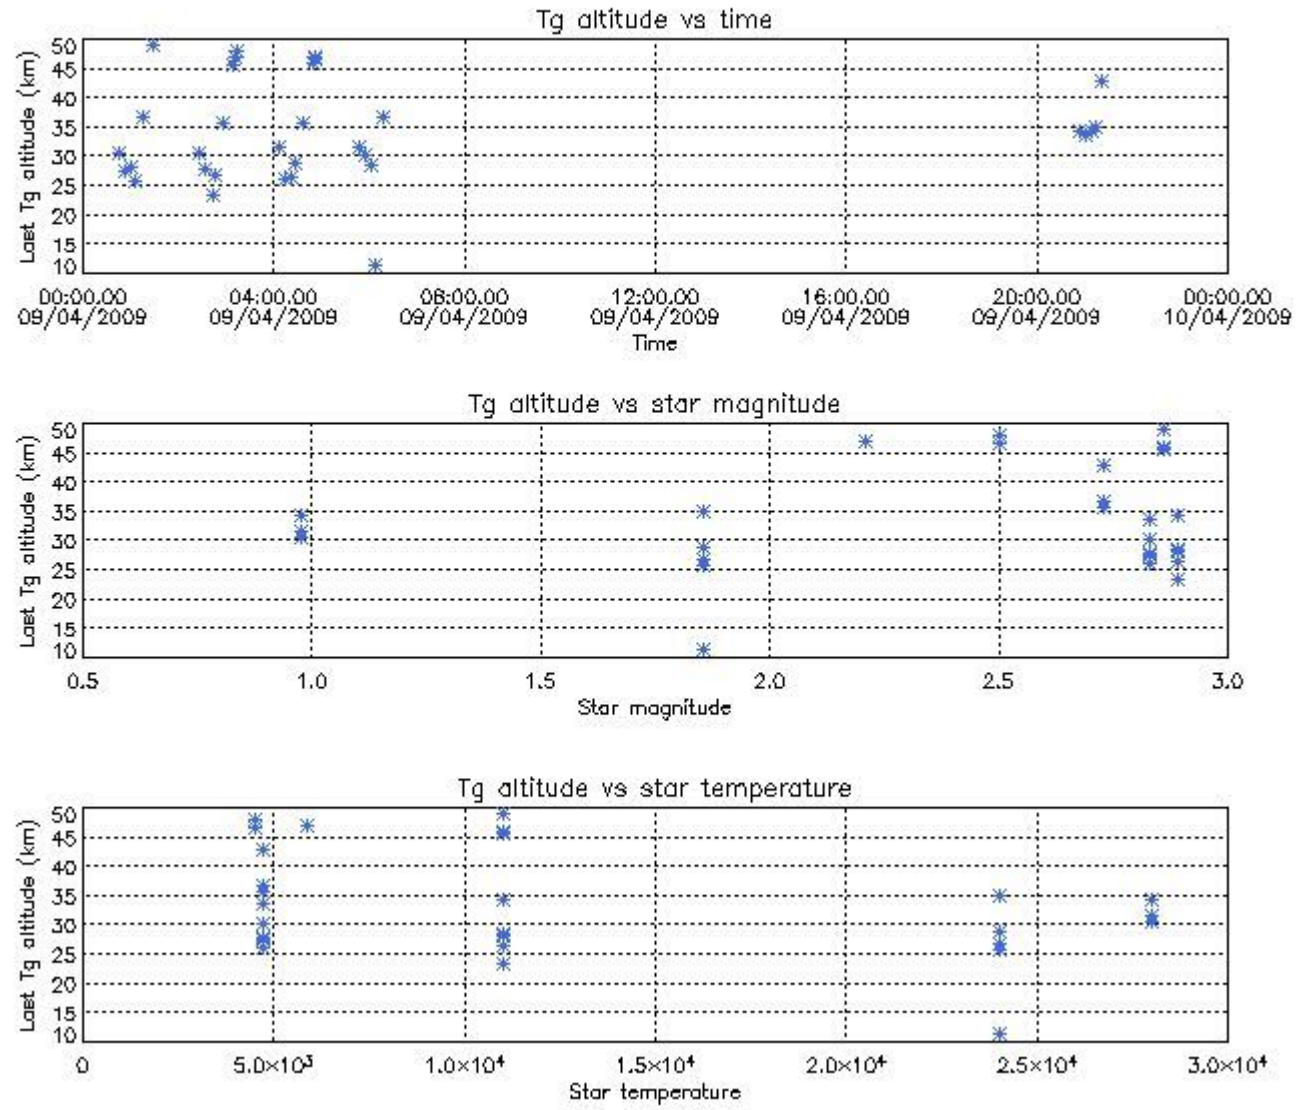 Tg altitude vs time
Last Tg altitude (km)
50
45
40
35
30
25
20
15
10
00:00.00 04:00.00 08:00.00 12:00.00 16:00.00 20:00.00 00:00.00
09/04/2009 09/04/2009 09/04/2009 09/04/2009 09/04/2009 09/04/2009 10/04/2009
Time
Tg altitude vs star magnitude
Last Tg altitude (km)
50
45
40
35
30
25
20
15
10
0.5 1.0 1.5 2.0 2.5 3.0
Star magnitude
Tg altitude vs star temperature
Last Tg altitude (km)
50
45
40
35
30
25
20
15
10
0 5.0×10³ 1.0×10⁴ 1.5×10⁴ 2.0×10⁴ 2.5×10⁴ 3.0×10⁴
Star temperature